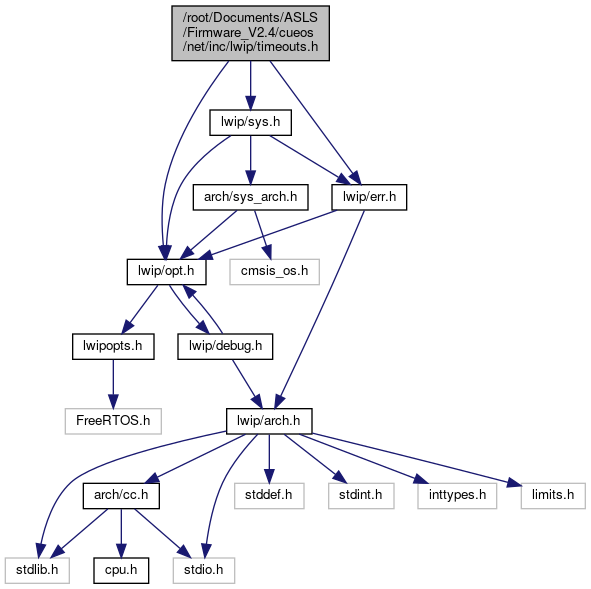 /root/Documents/ASLS
/Firmware_V2.4/cueos
/net/inc/lwip/timeouts.h
lwip/sys.h
arch/sys_arch.h
lwip/err.h
lwip/opt.h
cmsis_os.h
lwipopts.h
lwip/debug.h
FreeRTOS.h
lwip/arch.h
arch/cc.h
stddef.h
stdint.h
inttypes.h
limits.h
stdlib.h
cpu.h
stdio.h